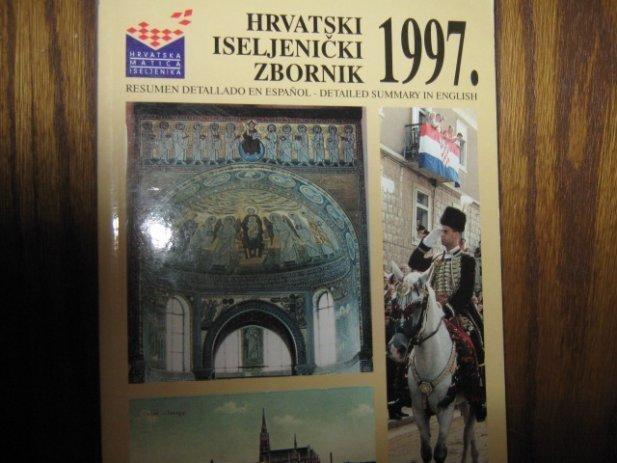 HRVATSKA
MATICA
ISELJENIKA
HRVATSKI
ISELJENIČKI
ZBORNIK
1997.
RESUMEN DETALLADO EN ESPAÑOL - DETAILED SUMMARY IN ENGLISH